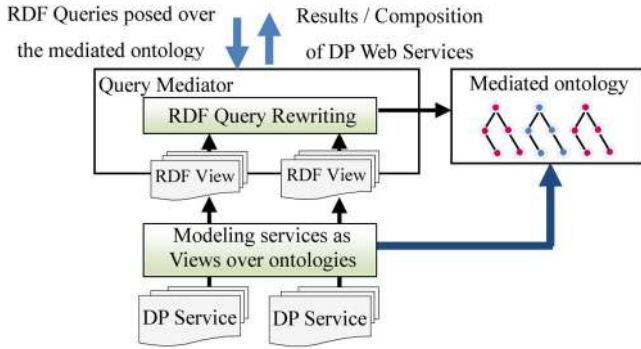 RDF Queries posed over
the mediated ontology
Results / Composition
of DP Web Services
Query Mediator
RDF Query Rewriting
Mediated ontology
RDF View
RDF View
Modeling services as
Views over ontologies
DP Service
DP Service